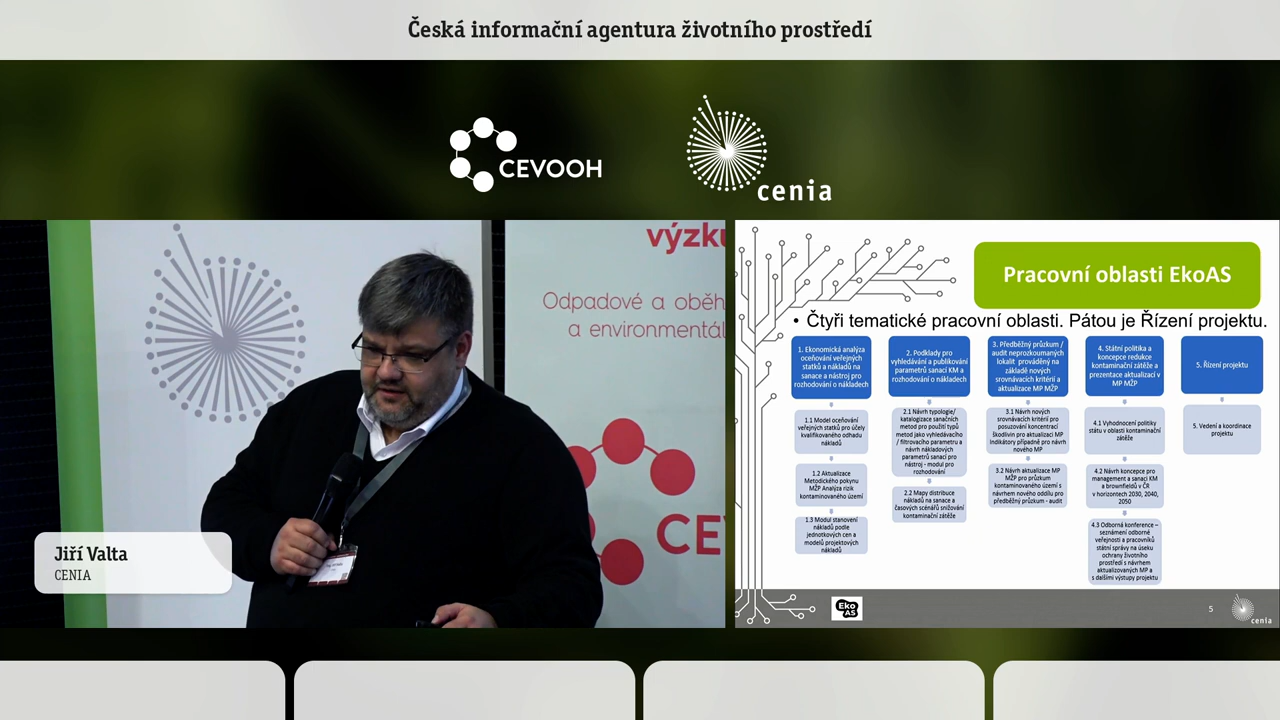 Česká informační agentura životního prostředí
CEVOOH
cenia
výzku
Odpadové a oběh
a environmentál
CEV
Jiří Valta
CENIA
Pracovní oblasti EkoAS
• Čtyři tematické pracovní oblasti. Pátou je Řízení projektu.
1. Ekonomická analýza
oceňování veřejných
statků a nákladů na
sanace a nástroj pro
rozhodování o nákladech
1.1 Model oceňování
veřejných statků pro účely
kvalifikovaného odhadu
nákladů
1.2 Aktualizace
Metodického pokynu
MŽP Analýza rizik
kontaminovaného území
1.3 Modul stanovení
nákladů podle
jednotkových cen a
modelů projektových
nákladů
2. Podklady pro
vyhledávání a publikování
parametrů sanací KM a
rozhodování o nákladech
2.1 Návrh typologie/
katalogizace sanačních
metod pro použití typů
metod jako vyhledávacího
/ filtrovacího parametru a
návrh nákladových
parametrů sanací pro
nástroj - modul pro
rozhodování
2.2 Mapy distribuce
nákladů na sanace a
časových scénářů snižování
kontaminační zátěže
3. Předběžný průzkum /
audit neprozkoumaných
lokalit prováděný na
základě nových
srovnávacích kritérií a
aktualizace MP MŽP
3.1 Návrh nových
srovnávacích kritérií pro
posuzování koncentrací
škodlivin pro aktualizaci MP
Indikátory případně pro návrh
nového MP
3.2 Návrh aktualizace MP
MŽP pro průzkum
kontaminovaného území s
návrhem nového oddílu pro
předběžný průzkum - audit
4. Státní politika a
koncepce redukce
kontaminační zátěže a
prezentace aktualizací v
MP MŽP
4.1 Vyhodnocení politiky
státu v oblasti kontaminační
zátěže
4.2 Návrh koncepce pro
management a sanaci KM
a brownfieldů v ČR
v horizontech 2030, 2040,
2050
4.3 Odborná konference –
seznámení odborné
veřejnosti a pracovníků
státní správy na úseku
ochrany životního
prostředí s návrhem
aktualizovaných MP a
s dalšími výstupy projektu
5. Řízení projektu
5. Vedení a koordinace
projektu
Eko
AS
5
cenia